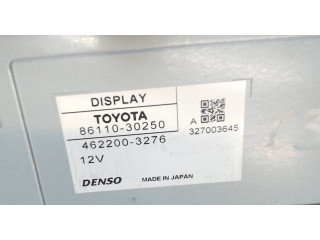 DISPLAY
TOYOTA
86110-30250
A
327003645
462200-3276
12V
DENSO MADE IN JAPAN